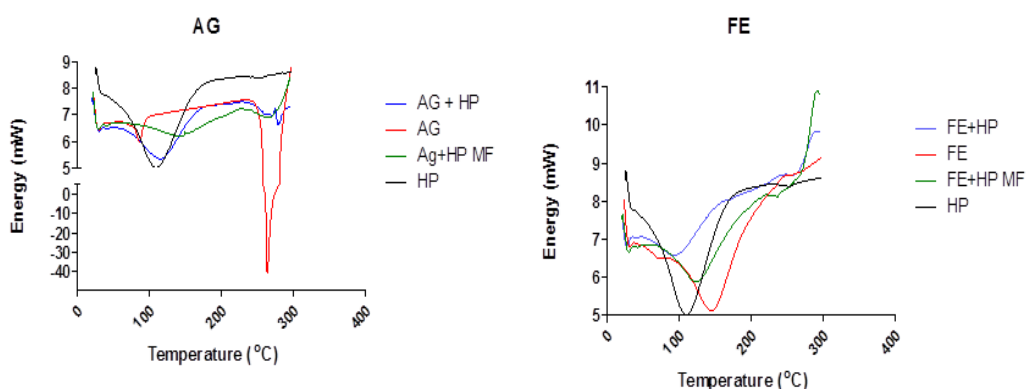 AG
9
8
7
6
5
0
-10
-20
-30
-40
Energy (mW)
0
100
200
300
400
Temperature (°C)
AG + HP
AG
Ag+HP MF
HP
FE
11
10
9
8
7
6
5
Energy (mW)
0
100
200
300
400
Temperature (°C)
FE+HP
FE
FE+HP MF
HP